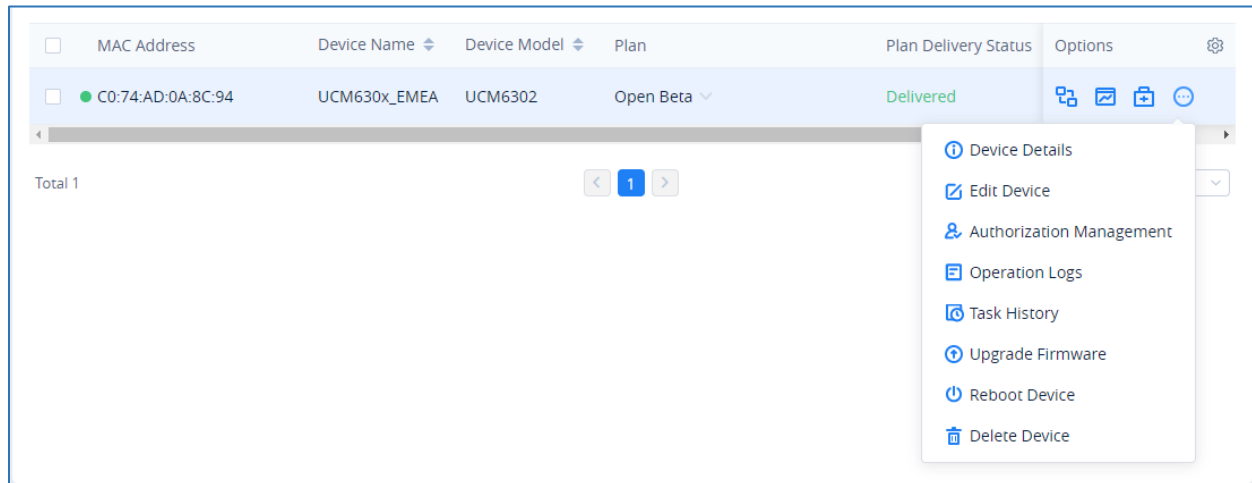 MAC Address Device Name Device Model Plan Plan Delivery Status Options
C0:74:AD:0A:8C:94 UCM630x_EMEA UCM6302 Open Beta Delivered
Device Details
Total 1 1
Edit Device
Authorization Management
Operation Logs
Task History
Upgrade Firmware
Reboot Device
Delete Device